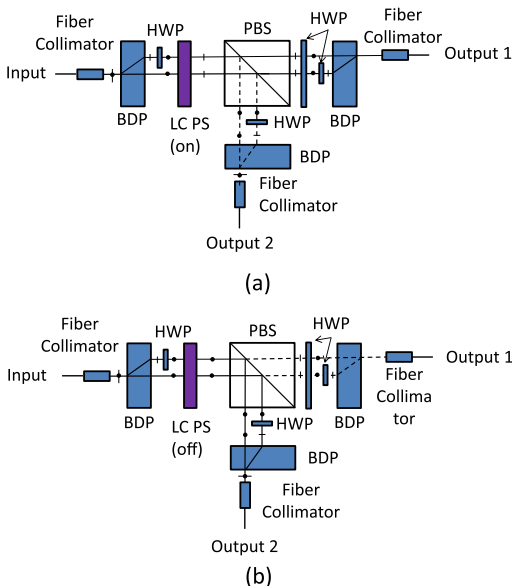 Fiber
Collimator
HWP
PBS
HWP
Fiber
Collimator
Input
Output 1
BDP
LC PS
(on)
HWP
BDP
BDP
Fiber
Collimator
Output 2
(a)
Fiber
Collimator
HWP
PBS
HWP
Input
Output 1
BDP
LC PS
(off)
HWP
BDP
Fiber
Collima
tor
BDP
Fiber
Collimator
Output 2
(b)